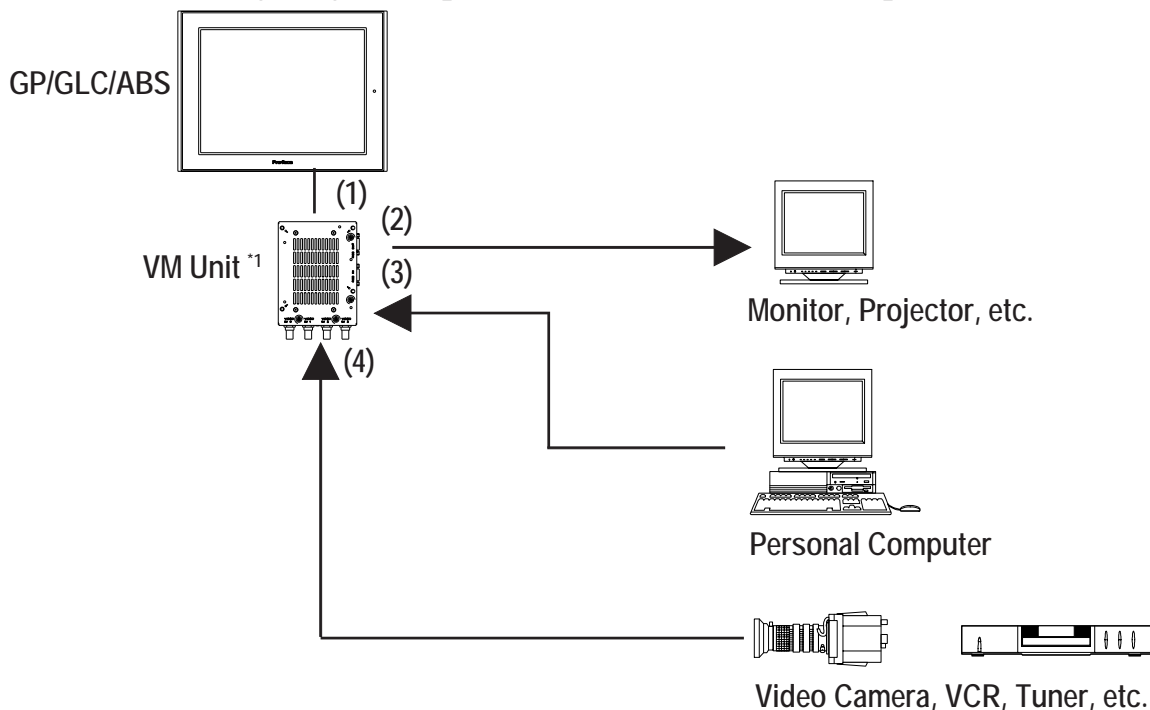 GP/GLC/ABS
(1)
(2)
VM Unit *1
(3)
Monitor, Projector, etc.
(4)
Personal Computer
Video Camera, VCR, Tuner, etc.